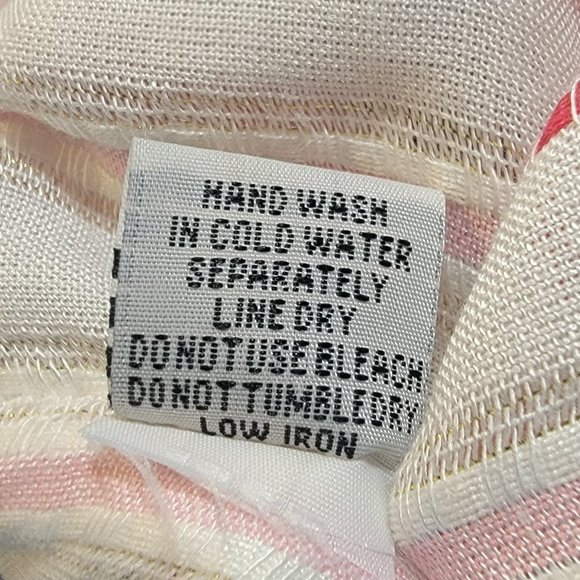 HAND WASH
IN COLD WATER
SEPARATELY
LINE DRY
DO NOT USE BLEACH
DO NOT TUMBLE DRY
LOW IRON